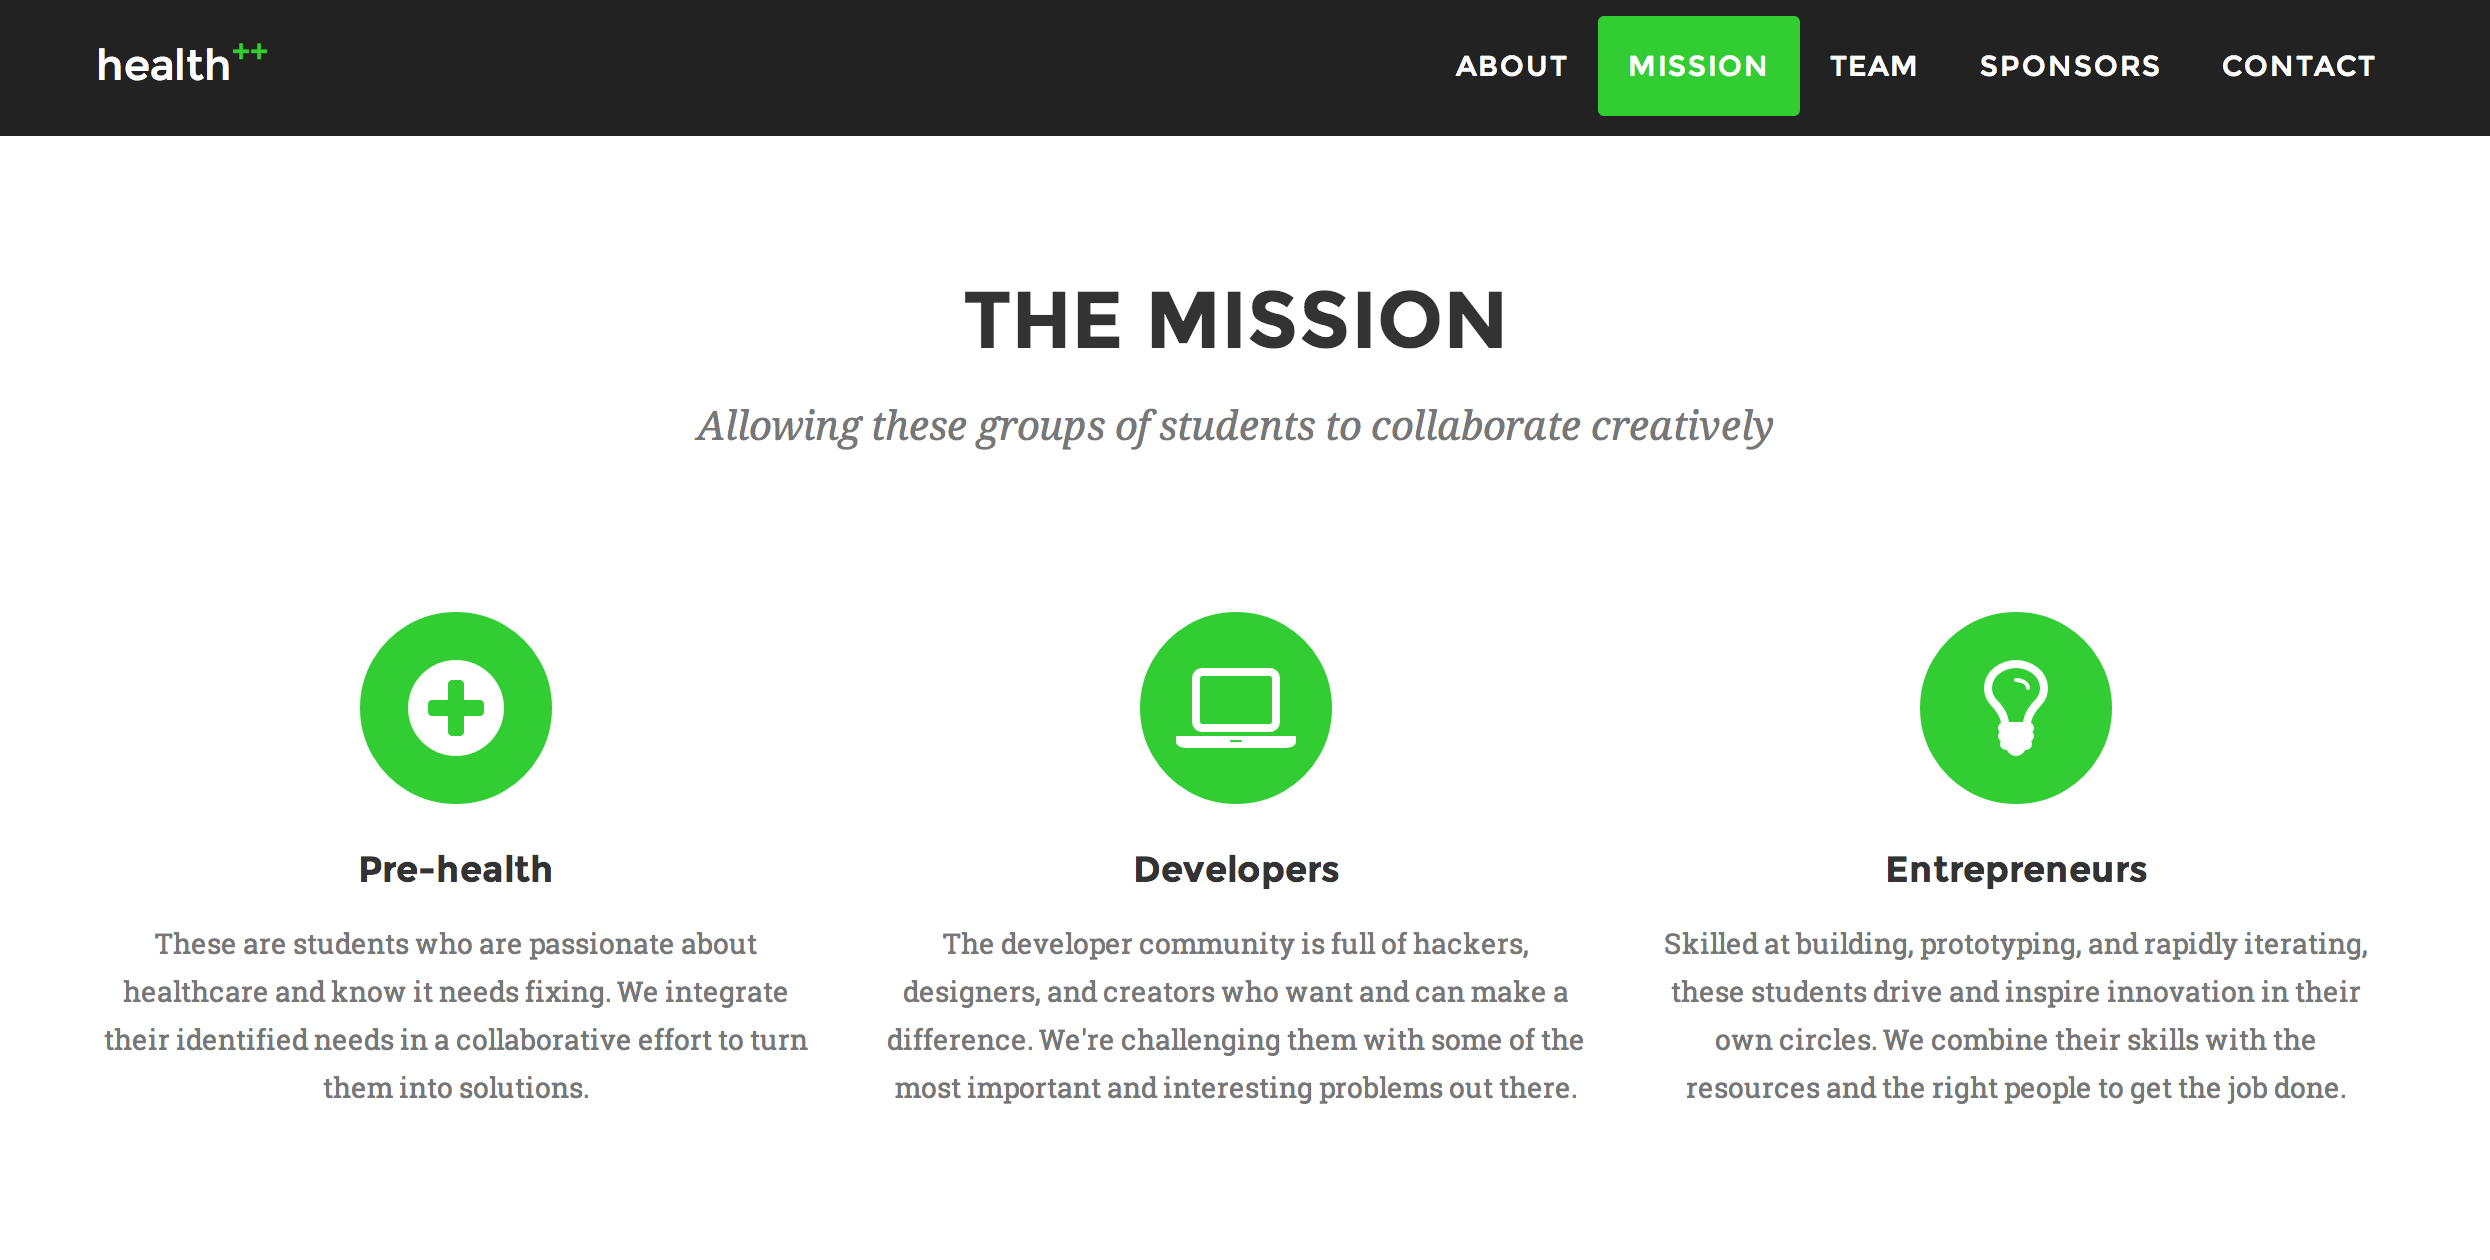 health++
ABOUT MISSION TEAM SPONSORS CONTACT
THE MISSION
Allowing these groups of students to collaborate creatively
Pre-health
These are students who are passionate about
healthcare and know it needs fixing. We integrate
their identified needs in a collaborative effort to turn
them into solutions.
Developers
The developer community is full of hackers,
designers, and creators who want and can make a
difference. We're challenging them with some of the
most important and interesting problems out there.
Entrepreneurs
Skilled at building, prototyping, and rapidly iterating,
these students drive and inspire innovation in their
own circles. We combine their skills with the
resources and the right people to get the job done.